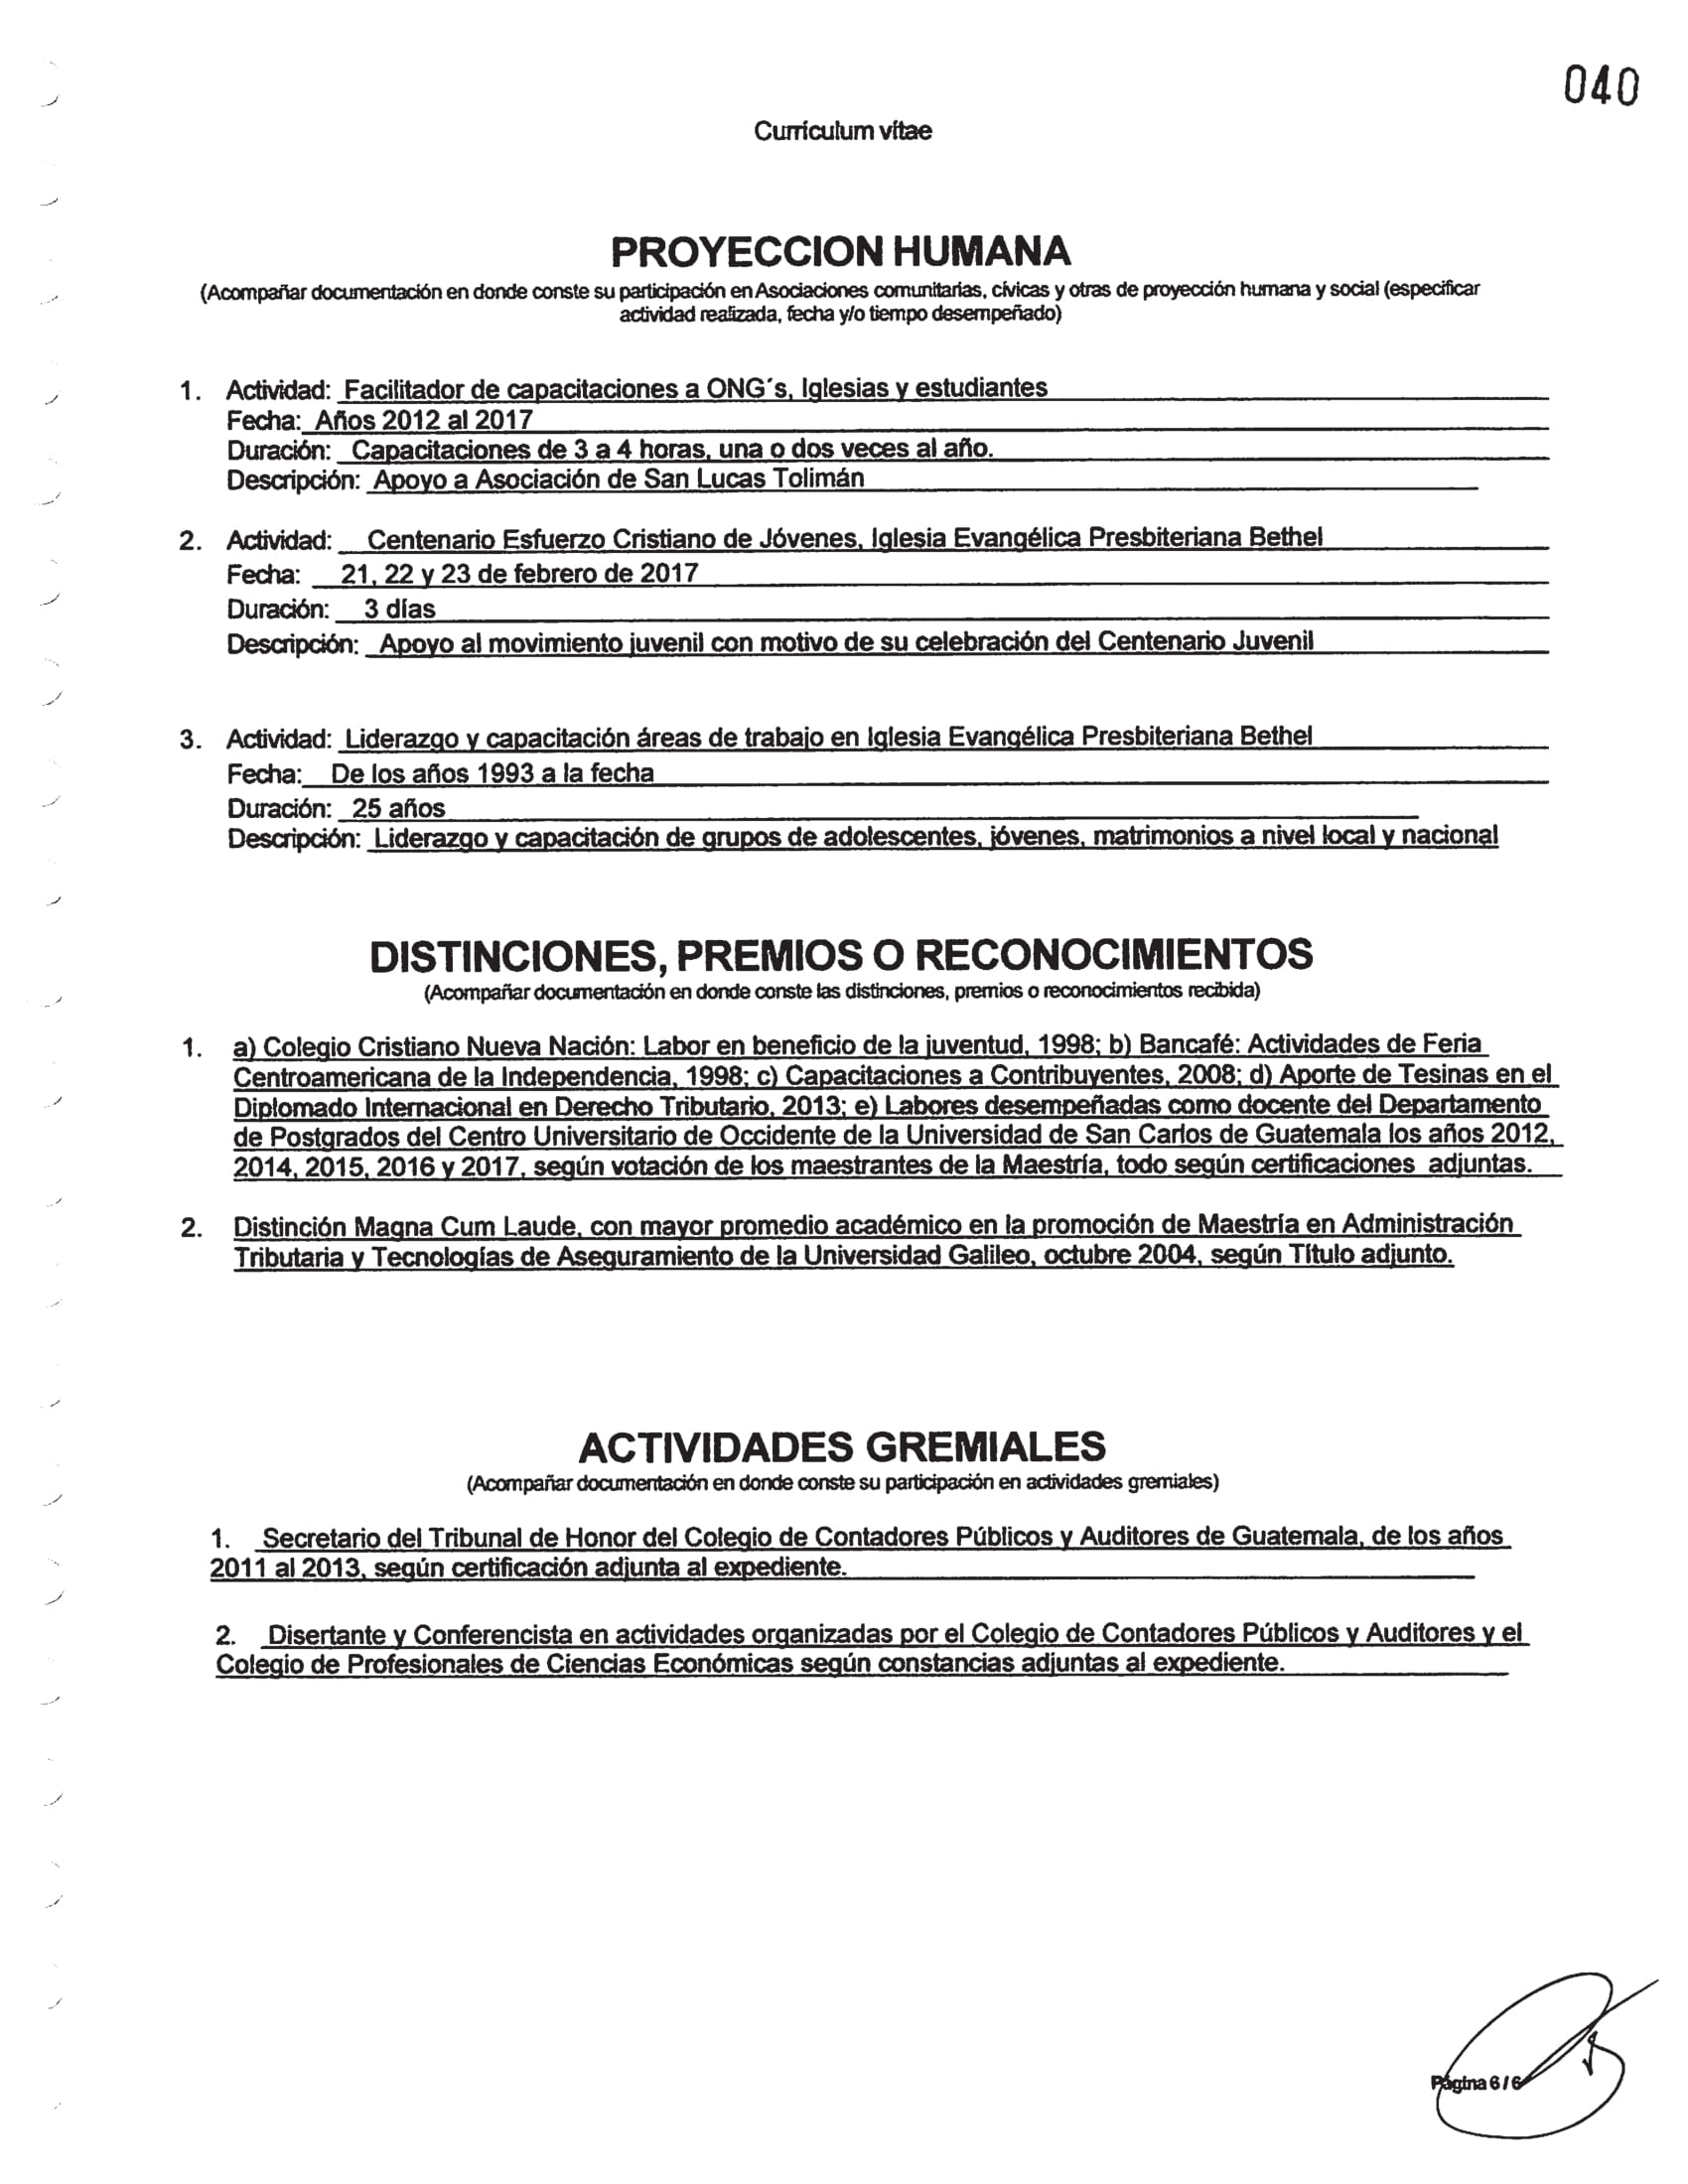 040
Curriculum vítae
PROYECCION HUMANA
(Acompañar documentación en donde conste su participación en Asociaciones comunitarias, cívicas y otras de proyección humana y social (especificar
actividad realizada, fecha y/o tiempo desempeñado)
1. Actividad: Facilitador de capacitaciones a ONG´s, Iglesias y estudiantes
Fecha: Años 2012 al 2017
Duración: Capacitaciones de 3 a 4 horas, una o dos veces al año.
Descripción: Apoyo a Asociación de San Lucas Tolimán
2. Actividad: Centenario Esfuerzo Cristiano de Jóvenes, Iglesia Evangélica Presbiteriana Bethel
Fecha: 21, 22 y 23 de febrero de 2017
Duración: 3 días
Descripción: Apoyo al movimiento juvenil con motivo de su celebración del Centenario Juvenil
3. Actividad: Liderazgo y capacitación áreas de trabajo en Iglesia Evangélica Presbiteriana Bethel
Fecha: De los años 1993 a la fecha
Duración: 25 años
Descripción: Liderazgo y capacitación de grupos de adolescentes, jóvenes, matrimonios a nivel local y nacional
DISTINCIONES, PREMIOS O RECONOCIMIENTOS
(Acompañar documentación en donde conste las distinciones, premios o reconocimientos recibida)
1. a) Colegio Cristiano Nueva Nación: Labor en beneficio de la juventud, 1998; b) Bancafé: Actividades de Feria
Centroamericana de la Independencia, 1998; c) Capacitaciones a Contribuyentes, 2008; d) Aporte de Tesinas en el
Diplomado Internacional en Derecho Tributario, 2013; e) Labores desempeñadas como docente del Departamento
de Postgrados del Centro Universitario de Occidente de la Universidad de San Carlos de Guatemala los años 2012,
2014, 2015, 2016 y 2017, según votación de los maestrantes de la Maestría, todo según certificaciones adjuntas.
2. Distinción Magna Cum Laude, con mayor promedio académico en la promoción de Maestría en Administración
Tributaria y Tecnologías de Aseguramiento de la Universidad Galileo, octubre 2004, según Título adjunto.
ACTIVIDADES GREMIALES
(Acompañar documentación en donde conste su participación en actividades gremiales)
1. Secretario del Tribunal de Honor del Colegio de Contadores Públicos y Auditores de Guatemala, de los años
2011 al 2013, según certificación adjunta al expediente.
2. Disertante y Conferencista en actividades organizadas por el Colegio de Contadores Públicos y Auditores y el
Colegio de Profesionales de Ciencias Económicas según constancias adjuntas al expediente.
Página 6 / 6